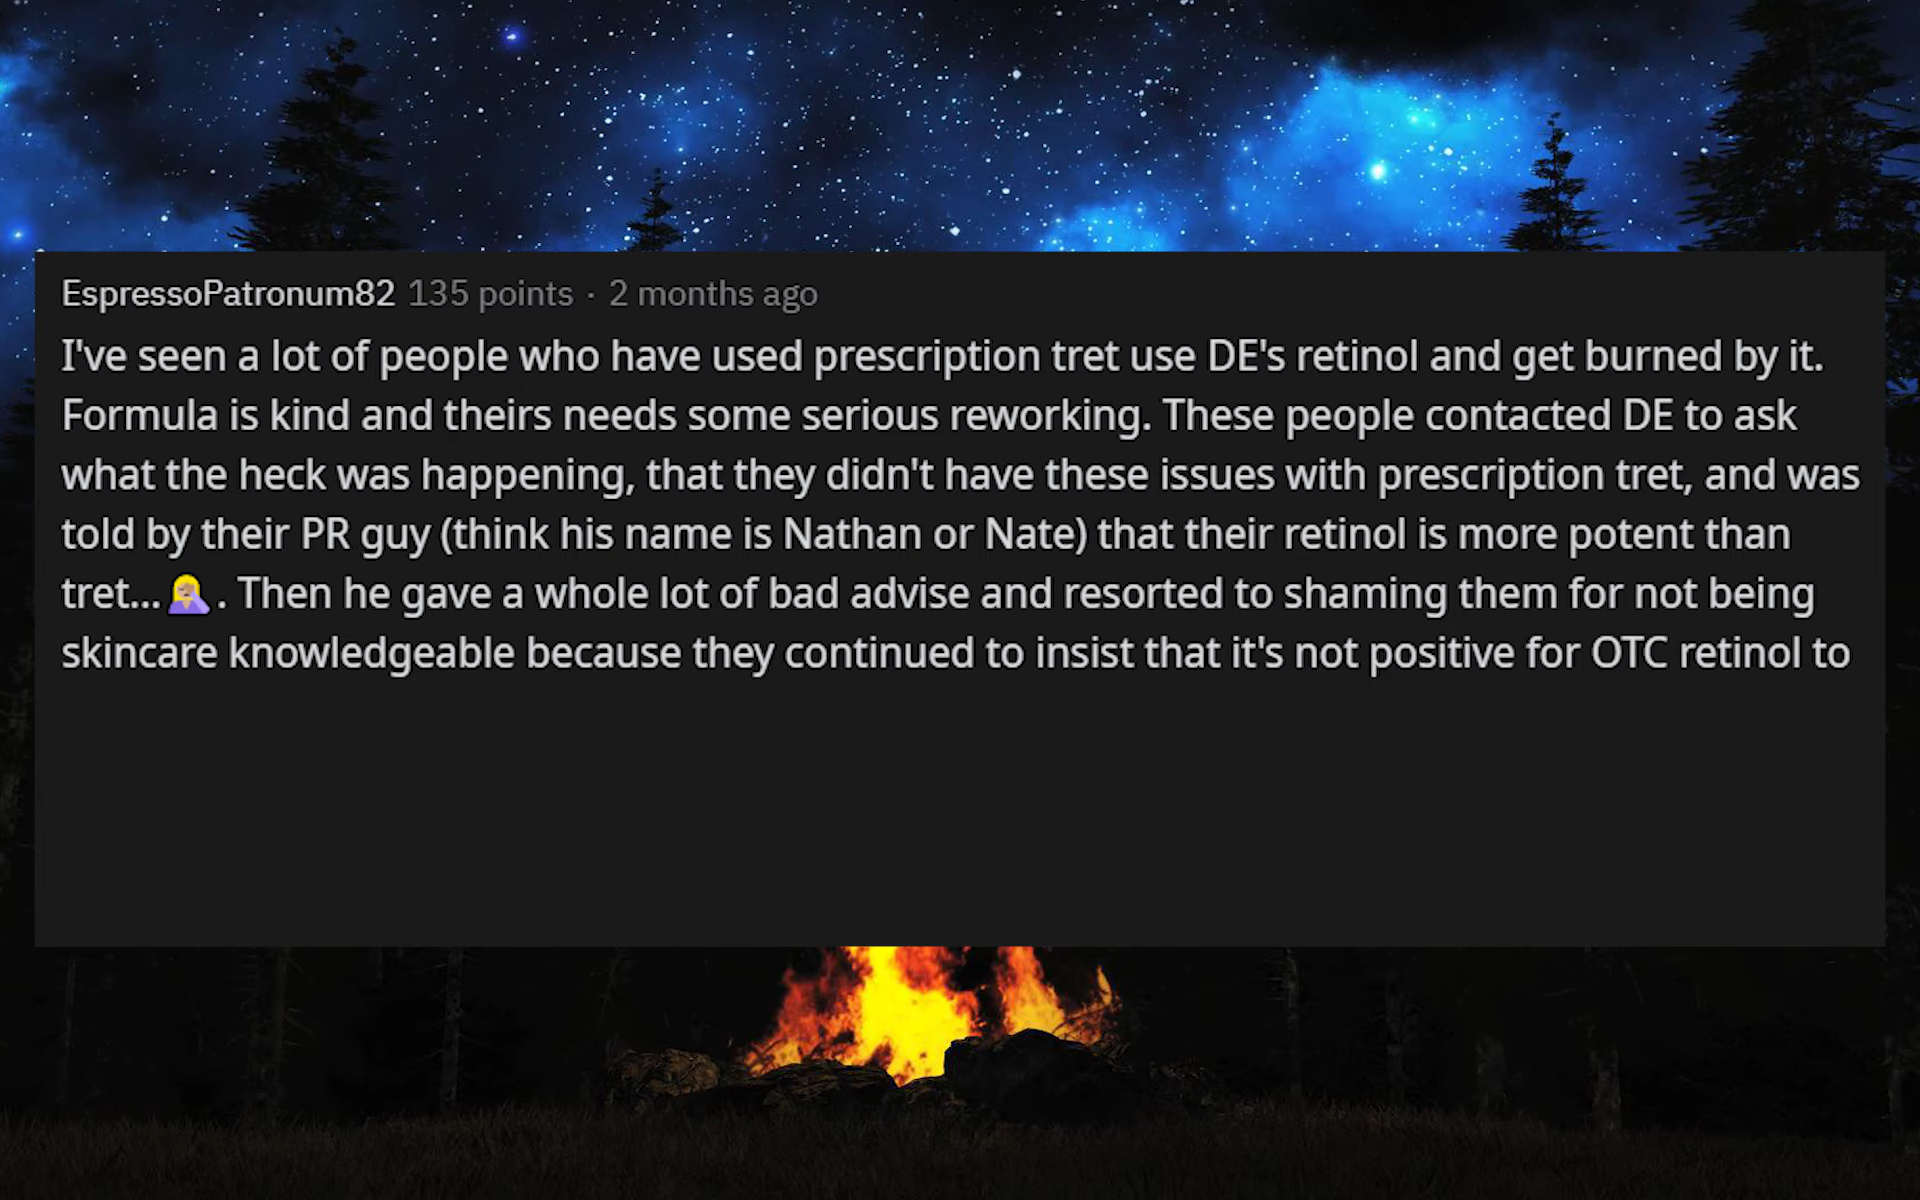 EspressoPatronum82 135 points · 2 months ago
I've seen a lot of people who have used prescription tret use DE's retinol and get burned by it.
Formula is kind and theirs needs some serious reworking. These people contacted DE to ask
what the heck was happening, that they didn't have these issues with prescription tret, and was
told by their PR guy (think his name is Nathan or Nate) that their retinol is more potent than
tret...🤦🏼‍♀️. Then he gave a whole lot of bad advise and resorted to shaming them for not being
skincare knowledgeable because they continued to insist that it's not positive for OTC retinol to